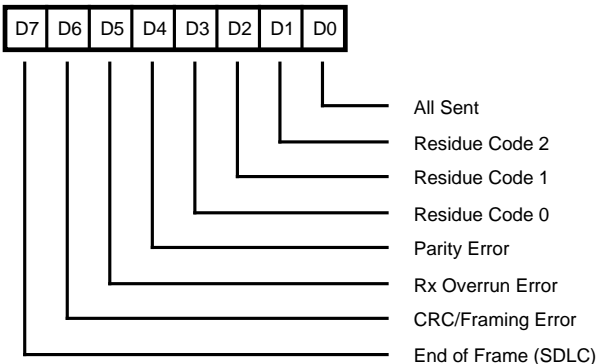 D7 D6 D5 D4 D3 D2 D1 D0
All Sent
Residue Code 2
Residue Code 1
Residue Code 0
Parity Error
Rx Overrun Error
CRC/Framing Error
End of Frame (SDLC)